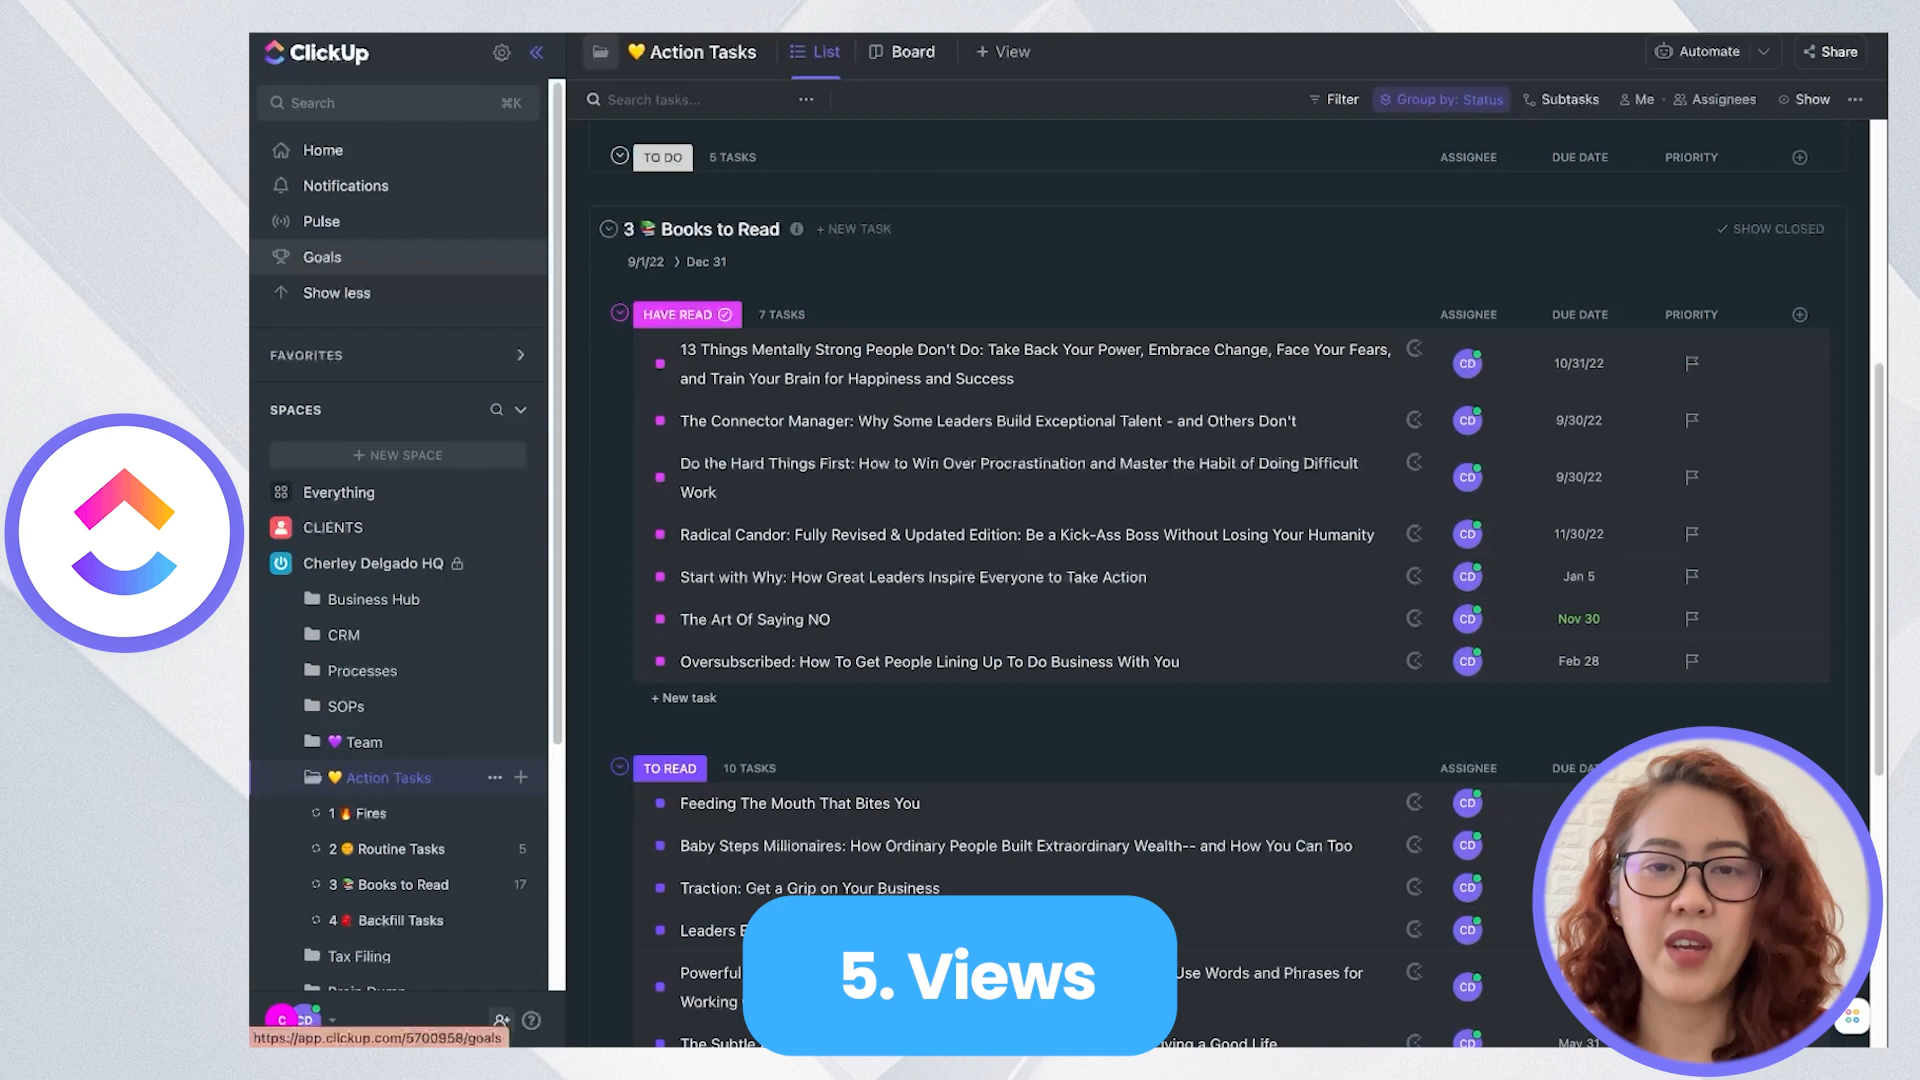 ClickUp
Search
⌘K
Home
Notifications
Pulse
Goals
Show less
FAVORITES
SPACES
+ NEW SPACE
Everything
CLIENTS
Cherley Delgado HQ
Business Hub
CRM
Processes
SOPs
Team
Action Tasks
1 Fires
2 Routine Tasks 5
3 Books to Read 17
4 Backfill Tasks
Tax Filing
Brain Dump
C CD
https://app.clickup.com/5700958/goals
Action Tasks
List
Board
+ View
Automate
Share
Search tasks...
Filter
Group by: Status
Subtasks
Me
Assignees
Show
TO DO 5 TASKS ASSIGNEE DUE DATE PRIORITY
3 Books to Read + NEW TASK SHOW CLOSED
9/1/22 > Dec 31
HAVE READ 7 TASKS ASSIGNEE DUE DATE PRIORITY
13 Things Mentally Strong People Don't Do: Take Back Your Power, Embrace Change, Face Your Fears,
and Train Your Brain for Happiness and Success CD 10/31/22
The Connector Manager: Why Some Leaders Build Exceptional Talent - and Others Don't CD 9/30/22
Do the Hard Things First: How to Win Over Procrastination and Master the Habit of Doing Difficult
Work CD 9/30/22
Radical Candor: Fully Revised & Updated Edition: Be a Kick-Ass Boss Without Losing Your Humanity CD 11/30/22
Start with Why: How Great Leaders Inspire Everyone to Take Action CD Jan 5
The Art Of Saying NO CD Nov 30
Oversubscribed: How To Get People Lining Up To Do Business With You CD Feb 28
+ New task
TO READ 10 TASKS ASSIGNEE DUE
Feeding The Mouth That Bites You CD
Baby Steps Millionaires: How Ordinary People Built Extraordinary Wealth-- and How You Can Too CD
Traction: Get a Grip on Your Business CD
Leaders CD
Powerful Use Words and Phrases for
Working CD
The Subtle a Good Life CD May 31
5. Views